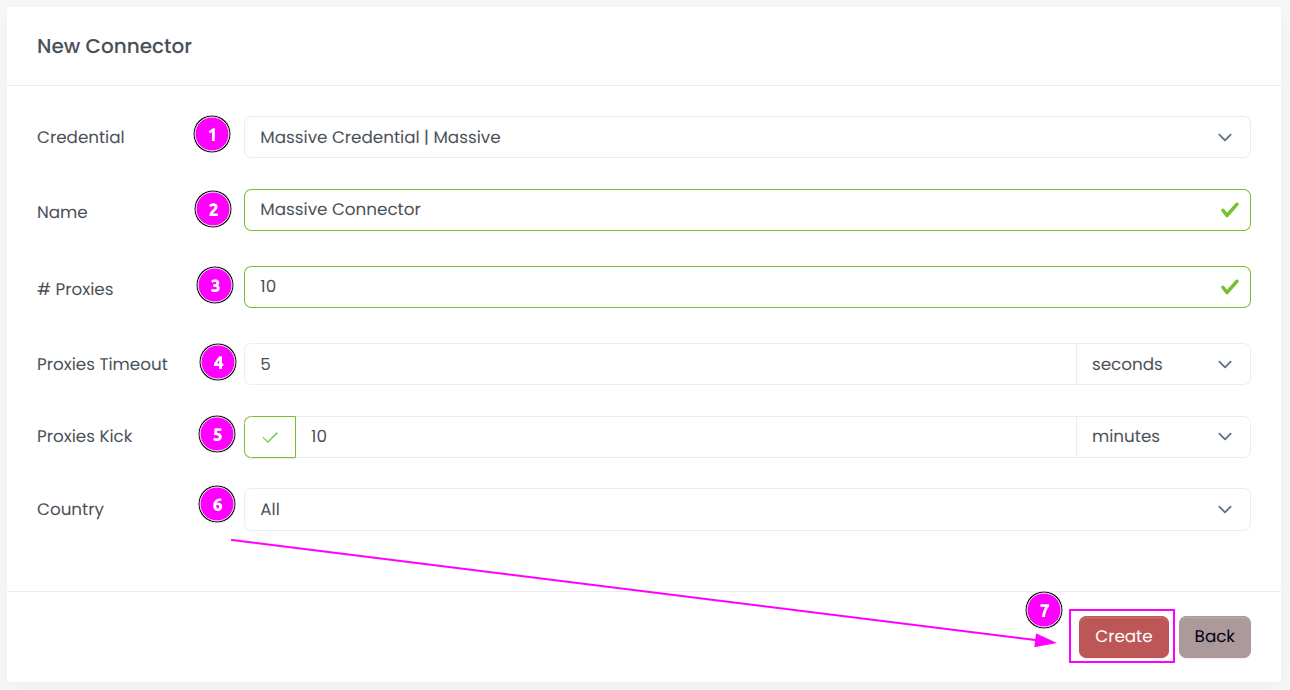 New Connector
Credential 1 Massive Credential | Massive
Name 2 Massive Connector
# Proxies 3 10
Proxies Timeout 4 5 seconds
Proxies Kick 5 10 minutes
Country 6 All
7 Create Back